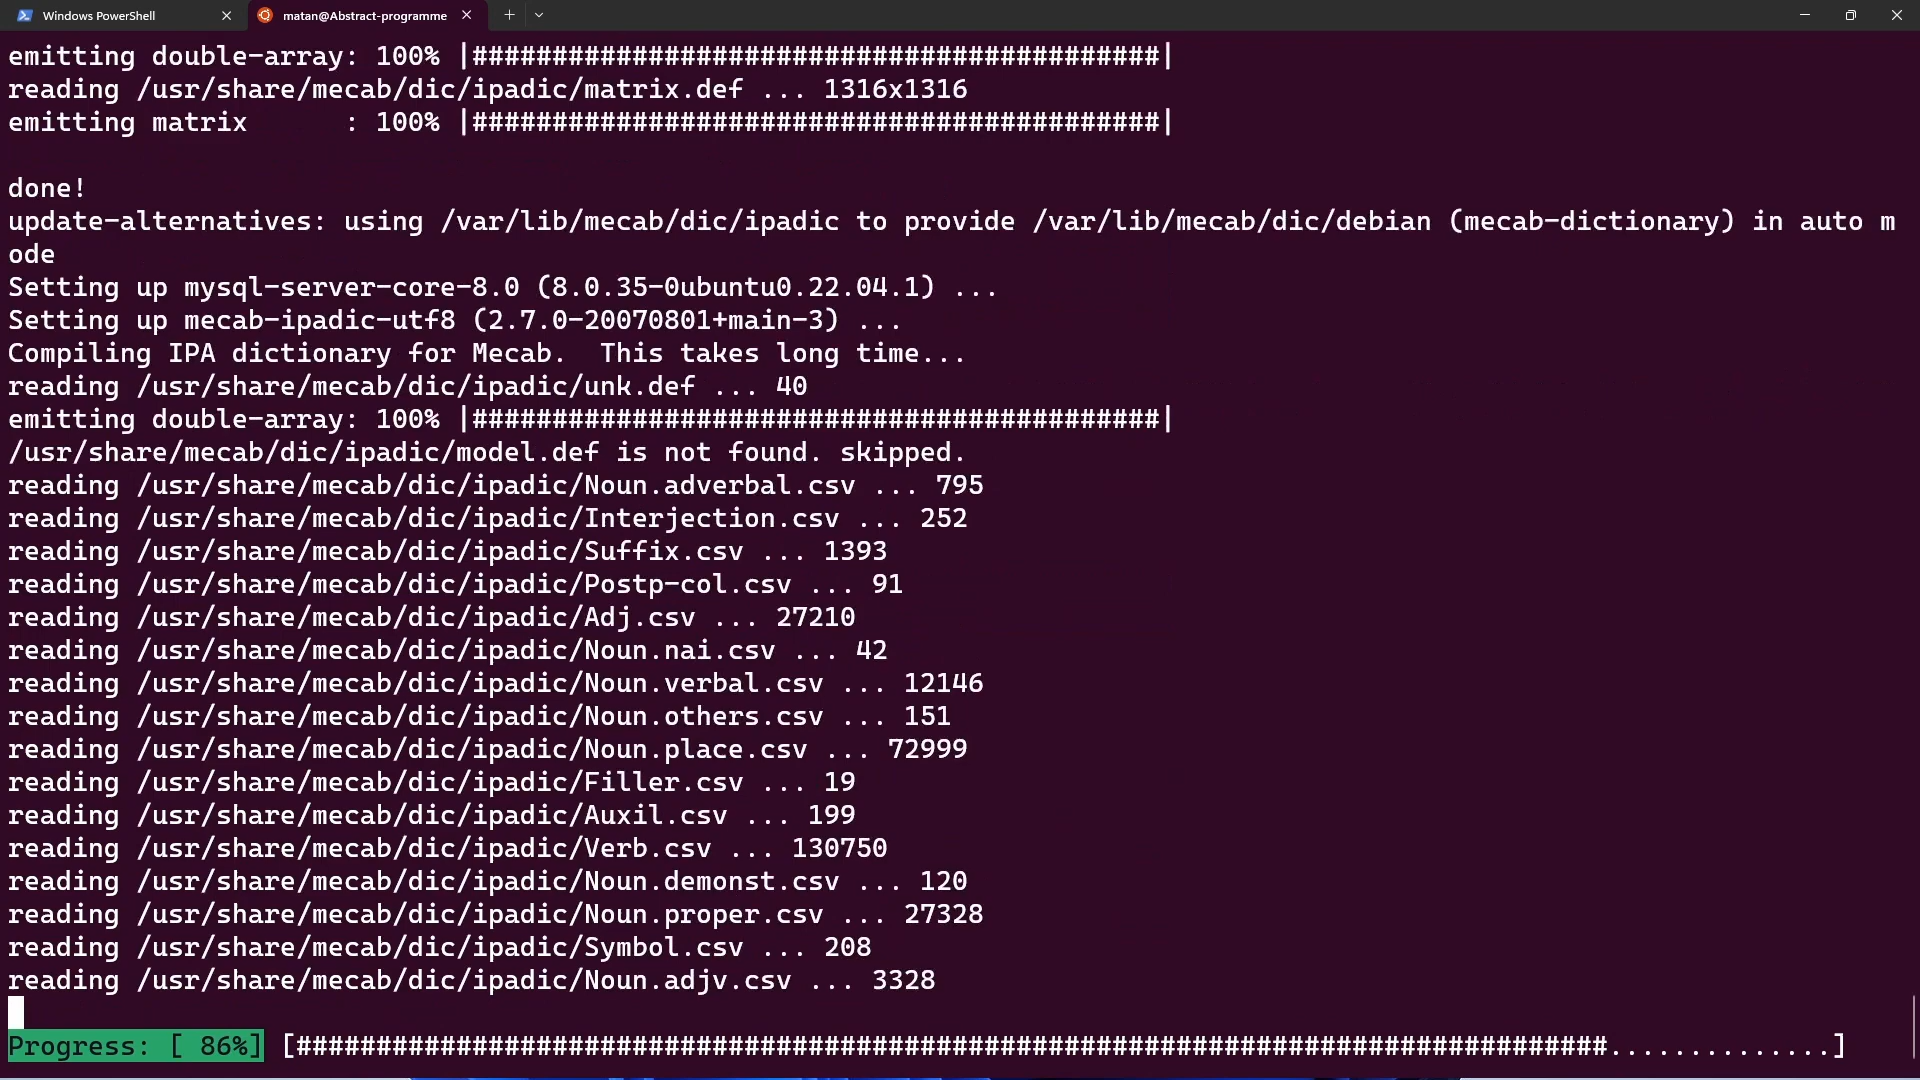 Windows PowerShell
matan@Abstract-programme
emitting double-array: 100% |###########################################|
reading /usr/share/mecab/dic/ipadic/matrix.def ... 1316x1316
emitting matrix      : 100% |###########################################|
done!
update-alternatives: using /var/lib/mecab/dic/ipadic to provide /var/lib/mecab/dic/debian (mecab-dictionary) in auto m
ode
Setting up mysql-server-core-8.0 (8.0.35-0ubuntu0.22.04.1) ...
Setting up mecab-ipadic-utf8 (2.7.0-20070801+main-3) ...
Compiling IPA dictionary for Mecab.  This takes long time...
reading /usr/share/mecab/dic/ipadic/unk.def ... 40
emitting double-array: 100% |###########################################|
/usr/share/mecab/dic/ipadic/model.def is not found. skipped.
reading /usr/share/mecab/dic/ipadic/Noun.adverbal.csv ... 795
reading /usr/share/mecab/dic/ipadic/Interjection.csv ... 252
reading /usr/share/mecab/dic/ipadic/Suffix.csv ... 1393
reading /usr/share/mecab/dic/ipadic/Postp-col.csv ... 91
reading /usr/share/mecab/dic/ipadic/Adj.csv ... 27210
reading /usr/share/mecab/dic/ipadic/Noun.nai.csv ... 42
reading /usr/share/mecab/dic/ipadic/Noun.verbal.csv ... 12146
reading /usr/share/mecab/dic/ipadic/Noun.others.csv ... 151
reading /usr/share/mecab/dic/ipadic/Noun.place.csv ... 72999
reading /usr/share/mecab/dic/ipadic/Filler.csv ... 19
reading /usr/share/mecab/dic/ipadic/Auxil.csv ... 199
reading /usr/share/mecab/dic/ipadic/Verb.csv ... 130750
reading /usr/share/mecab/dic/ipadic/Noun.demonst.csv ... 120
reading /usr/share/mecab/dic/ipadic/Noun.proper.csv ... 27328
reading /usr/share/mecab/dic/ipadic/Symbol.csv ... 208
reading /usr/share/mecab/dic/ipadic/Noun.adjv.csv ... 3328
Progress: [ 86%] [##################################################################################..............]